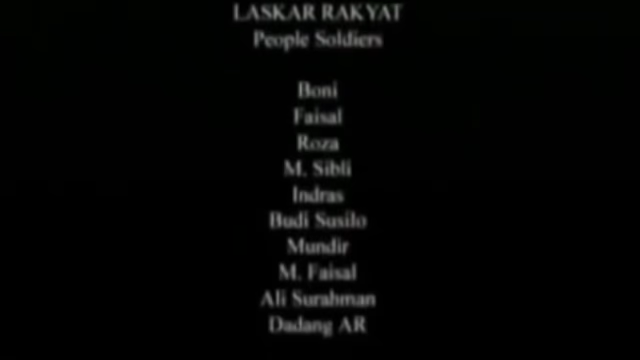 LASKAR RAKYAT
People Soldiers
Boni
Faisal
Roza
M. Sibli
Indras
Budi Susilo
Mundir
M. Faisal
Ali Surahman
Dadang AR